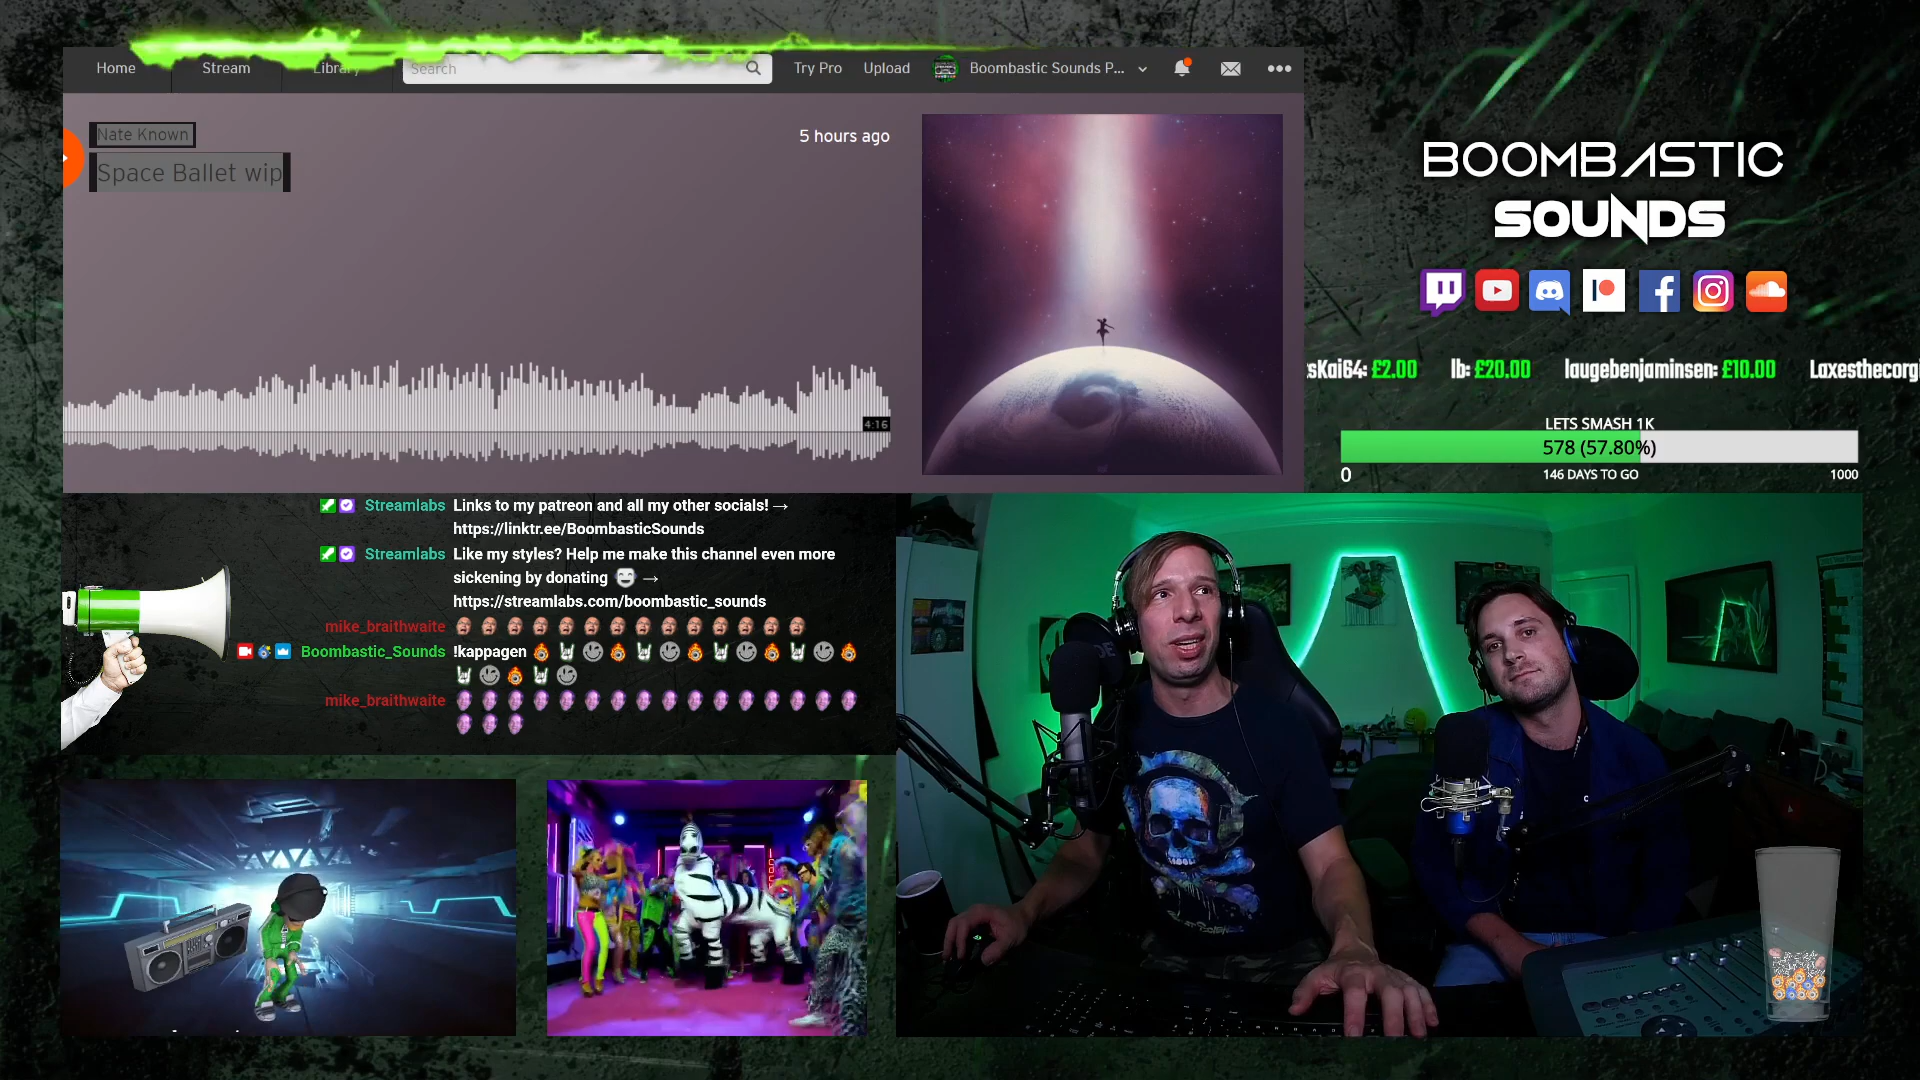 Home
Stream
Library
Search
Try Pro
Upload
Boombastic Sounds P...
Nate Known
Space Ballet wip
5 hours ago
4:16
BOOMBASTIC
SOUNDS
sKai64: £2.00 lb: £20.00 laugebenjaminsen: £10.00 Laxesthecorgi
LETS SMASH 1K
578 (57.80%)
0
146 DAYS TO GO
1000
Streamlabs Links to my patreon and all my other socials! →
https://linktr.ee/BoombasticSounds
Streamlabs Like my styles? Help me make this channel even more
sickening by donating →
https://streamlabs.com/boombastic_sounds
mike_braithwaite
Boombastic_Sounds !kappagen
mike_braithwaite